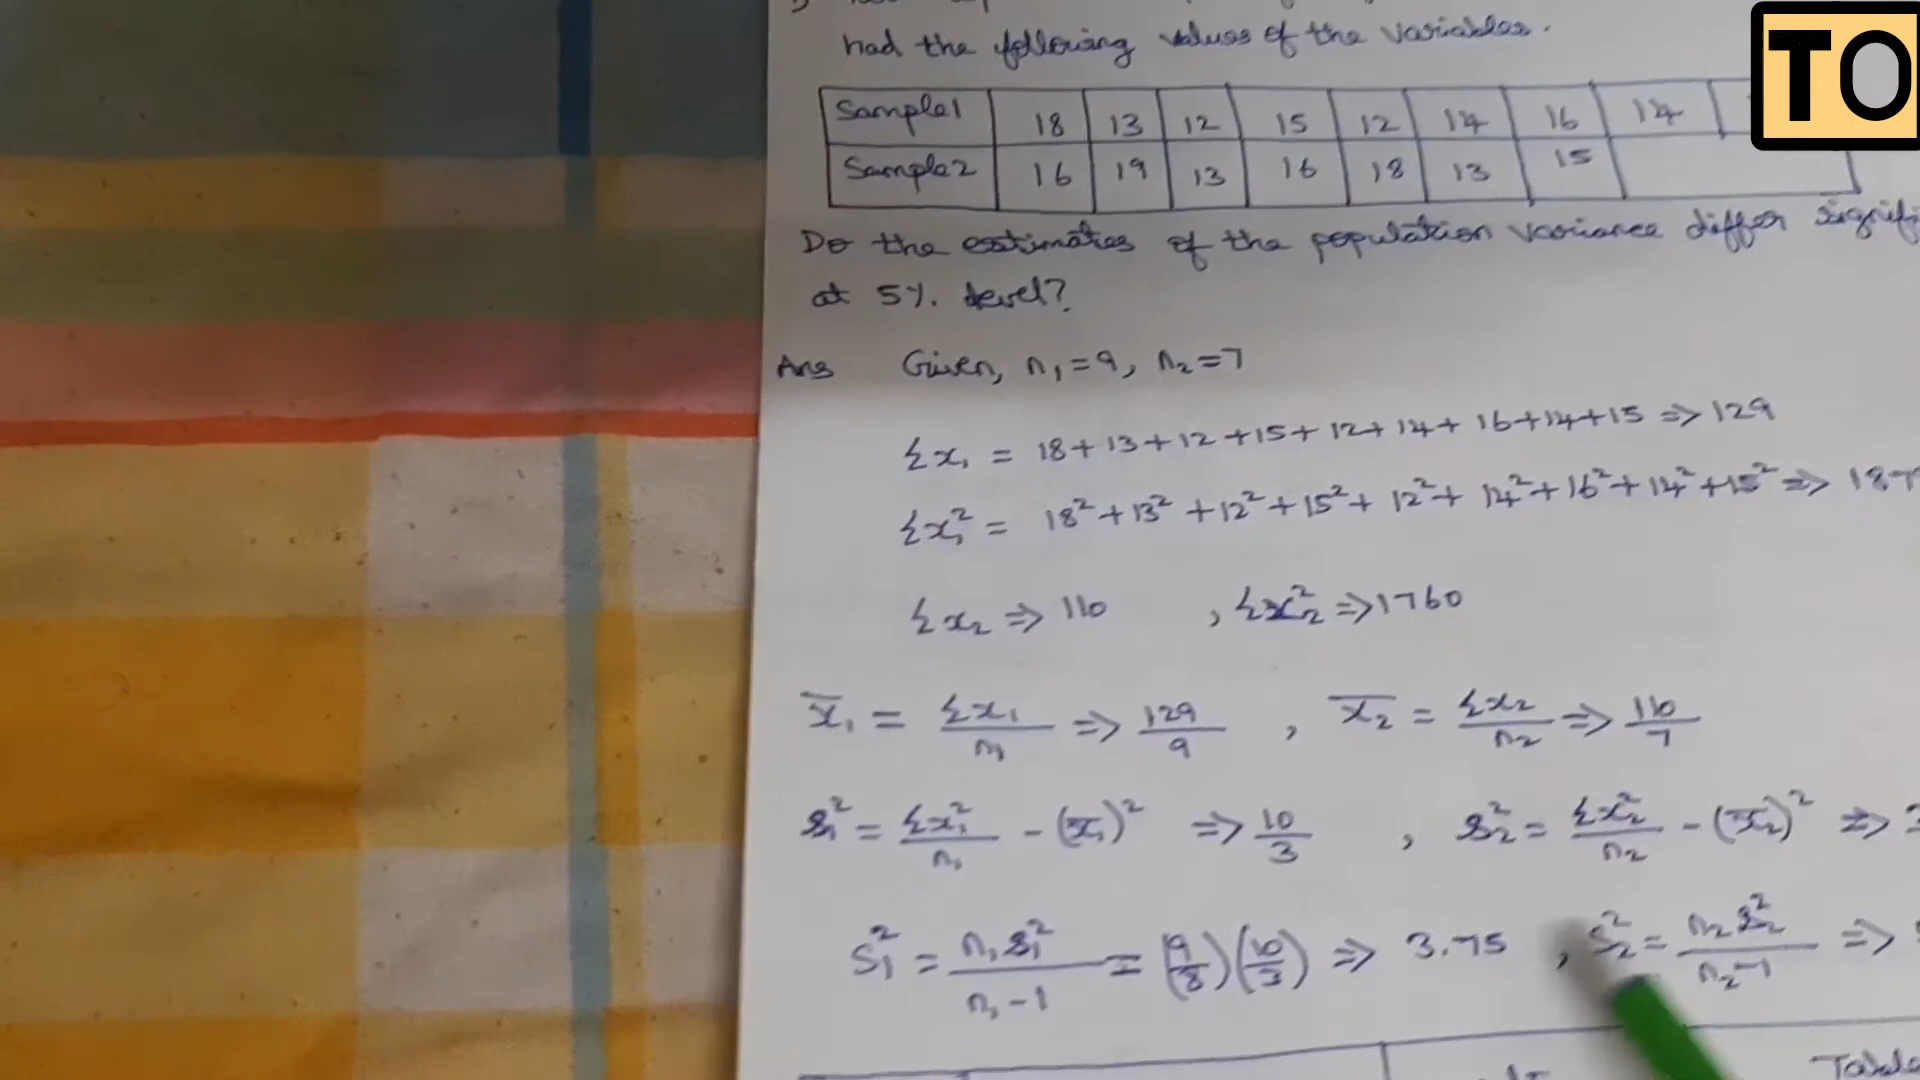 TO
had the following values of the variables.
Sample1 18 13 12 15 12 14 16 14
Sample2 16 19 13 16 18 13 15
Do the estimates of the population variance differ
at 5%. level?
Ans Given, n₁=9, n₂=7
Σx₁ = 18+13+12+15+12+14+16+14+15 => 129
Σx₁² = 18²+13²+12²+15²+12²+14²+16²+14²+15² =>
Σx₂ => 110 , Σx₂² => 1760
x̄₁ = Σx₁/n₁ => 129/9 , x̄₂ = Σx₂/n₂ => 110/7
s₁² = Σx₁²/n₁ - (x̄₁)² => 10/3 , s₂² = Σx₂²/n₂ - (x̄₂)² =>
S₁² = n₁s₁²/n₁-1 = (9/8)(10/3) => 3.75 , S₂² = n₂s₂²/n₂-1 =>